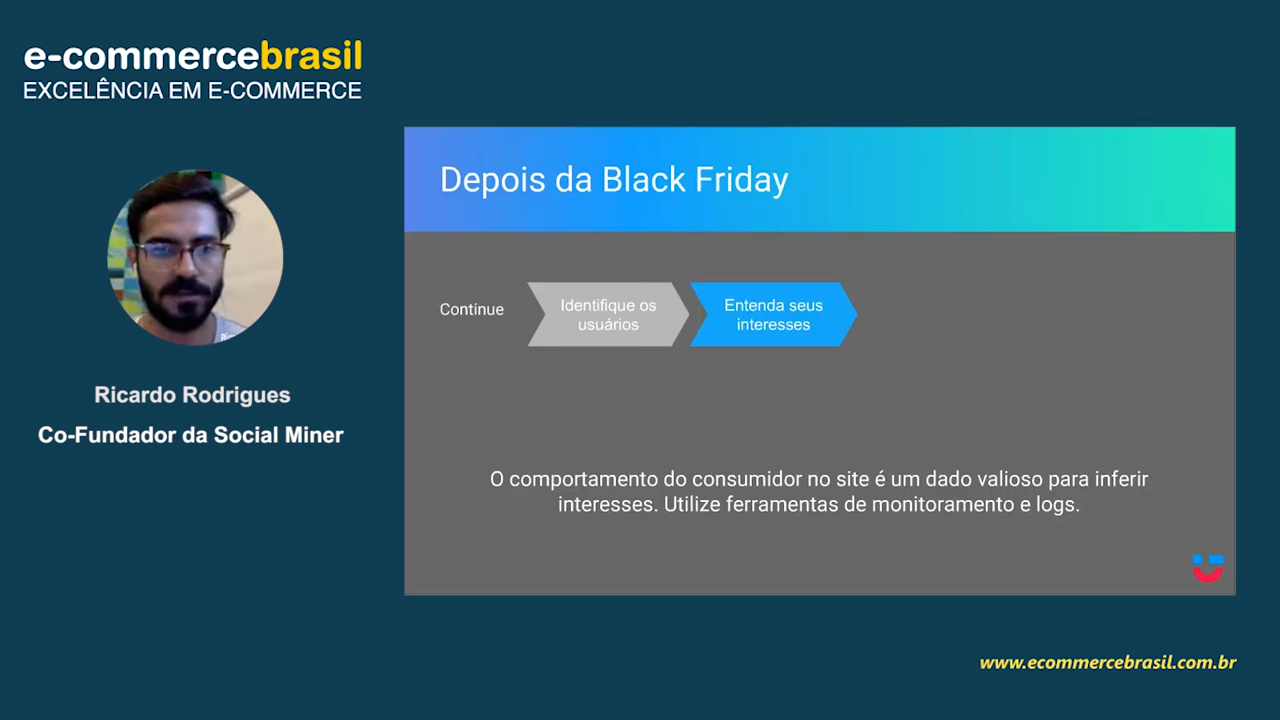 e-commercebrasil
EXCELÊNCIA EM E-COMMERCE
Depois da Black Friday
Continue
Identifique os
usuários
Entenda seus
interesses
Ricardo Rodrigues
Co-Fundador da Social Miner
O comportamento do consumidor no site é um dado valioso para inferir
interesses. Utilize ferramentas de monitoramento e logs.
www.ecommercebrasil.com.br